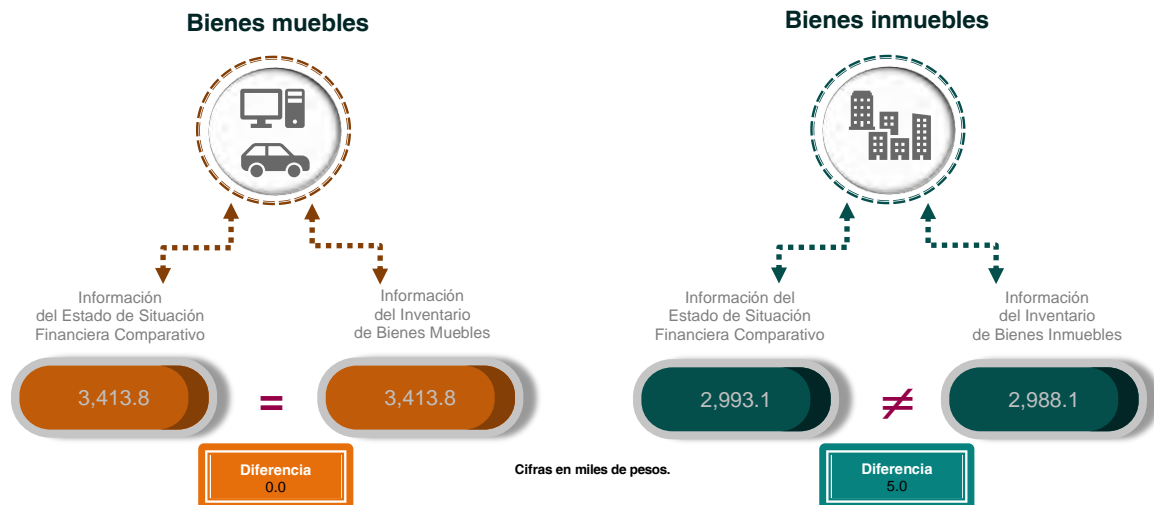 Bienes muebles
Información
del Estado de Situación
Financiera Comparativo
Información
del Inventario
de Bienes Muebles
3,413.8
=
3,413.8
Diferencia
0.0
Cifras en miles de pesos.
Bienes inmuebles
Información del
Estado de Situación
Financiera Comparativo
Información
del Inventario
de Bienes Inmuebles
2,993.1
≠
2,988.1
Diferencia
5.0